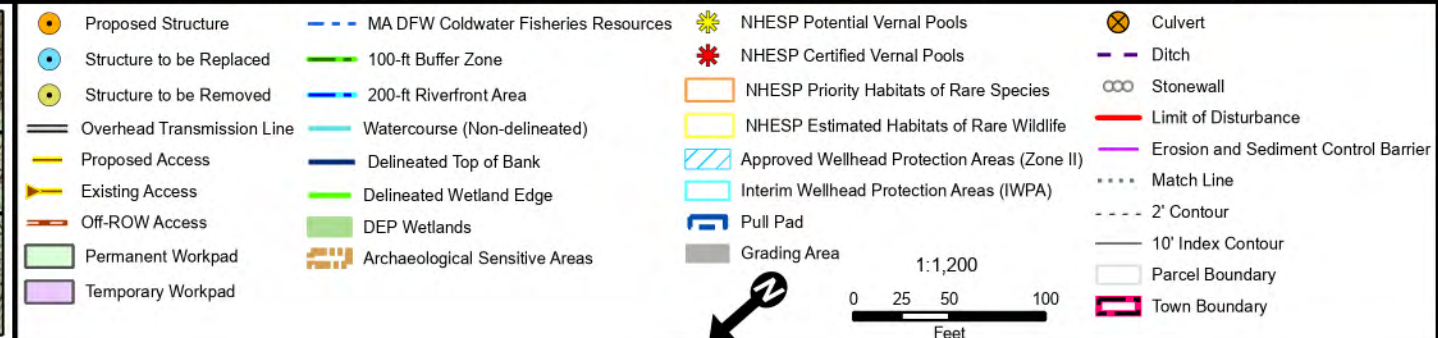 Proposed Structure
Structure to be Replaced
Structure to be Removed
Overhead Transmission Line
Proposed Access
Existing Access
Off-ROW Access
Permanent Workpad
Temporary Workpad
MA DFW Coldwater Fisheries Resources
100-ft Buffer Zone
200-ft Riverfront Area
Watercourse (Non-delineated)
Delineated Top of Bank
Delineated Wetland Edge
DEP Wetlands
Archaeological Sensitive Areas
NHESP Potential Vernal Pools
NHESP Certified Vernal Pools
NHESP Priority Habitats of Rare Species
NHESP Estimated Habitats of Rare Wildlife
Approved Wellhead Protection Areas (Zone II)
Interim Wellhead Protection Areas (IWPA)
Pull Pad
Grading Area
N
1:1,200
0 25 50 100
Feet
Culvert
Ditch
Stonewall
Limit of Disturbance
Erosion and Sediment Control Barrier
Match Line
2' Contour
10' Index Contour
Parcel Boundary
Town Boundary